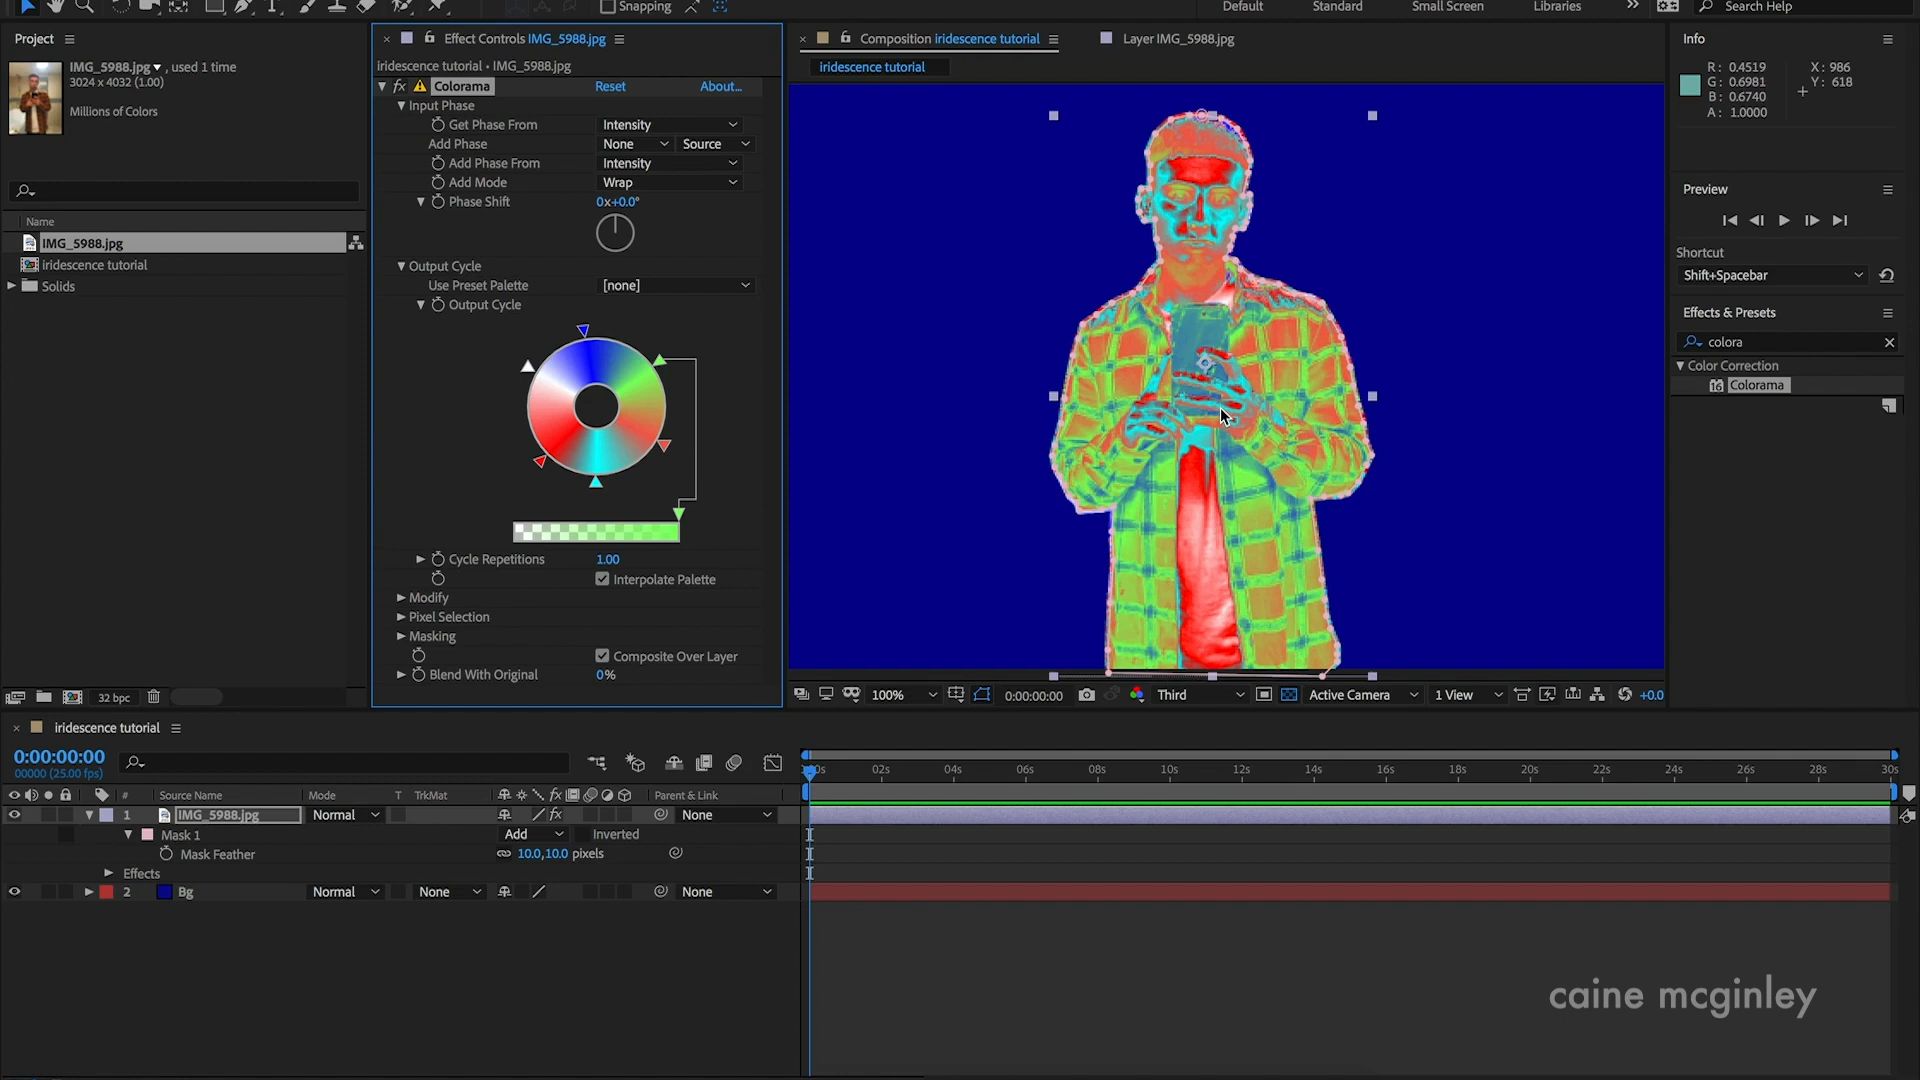 Snapping
Default
Standard
Small Screen
Libraries
Search Help
Project
IMG_5988.jpg , used 1 time
3024 x 4032 (1.00)
Millions of Colors
Name
IMG_5988.jpg
iridescence tutorial
Solids
32 bpc
Effect Controls IMG_5988.jpg
iridescence tutorial • IMG_5988.jpg
fx Colorama Reset About...
Input Phase
Get Phase From Intensity
Add Phase None Source
Add Phase From Intensity
Add Mode Wrap
Phase Shift 0x+0.0°
Output Cycle
Use Preset Palette [none]
Output Cycle
Cycle Repetitions 1.00
Interpolate Palette
Modify
Pixel Selection
Masking
Composite Over Layer
Blend With Original 0%
Composition iridescence tutorial
Layer IMG_5988.jpg
iridescence tutorial
100% 0:00:00:00 Third Active Camera 1 View +0.0
Info
R: 0.4519 X: 986
G: 0.6981 Y: 618
B: 0.6740
A: 1.0000
Preview
Shortcut
Shift+Spacebar
Effects & Presets
colora
Color Correction
16 Colorama
iridescence tutorial
0:00:00:00
00000 (25.00 fps)
02s 04s 06s 08s 10s 12s 14s 16s 18s 20s 22s 24s 26s 28s 30s
# Source Name Mode T TrkMat fx Parent & Link
1 IMG_5988.jpg Normal fx None
Mask 1 Add Inverted
Mask Feather 10.0,10.0 pixels
Effects
2 Bg Normal None None
caine mcginley